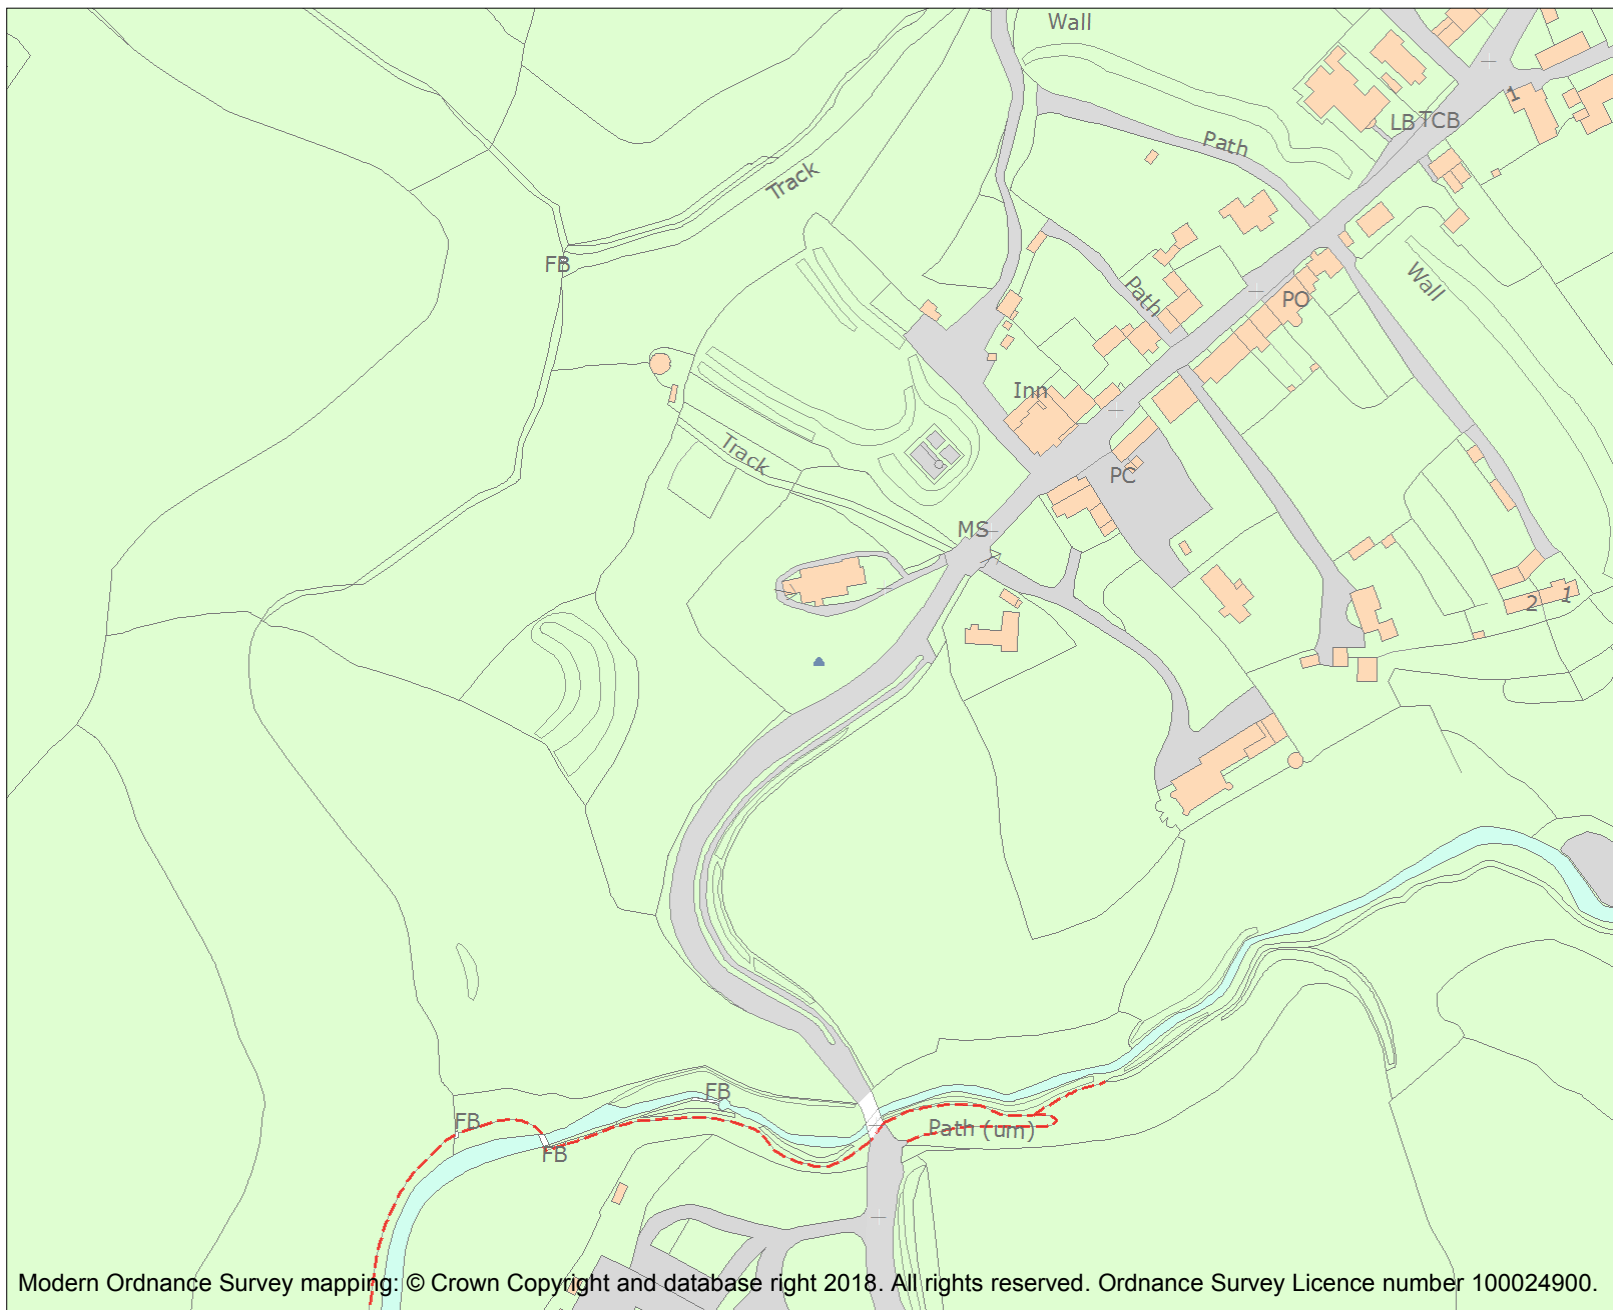 Wall
1
LB TCB
Path
Track
FB
Wall
Path
PO
Inn
Track
PC
MS
2 1
FB
FB
Path (um)
FB
Modern Ordnance Survey mapping: © Crown Copyright and database right 2018. All rights reserved. Ordnance Survey Licence number 100024900.